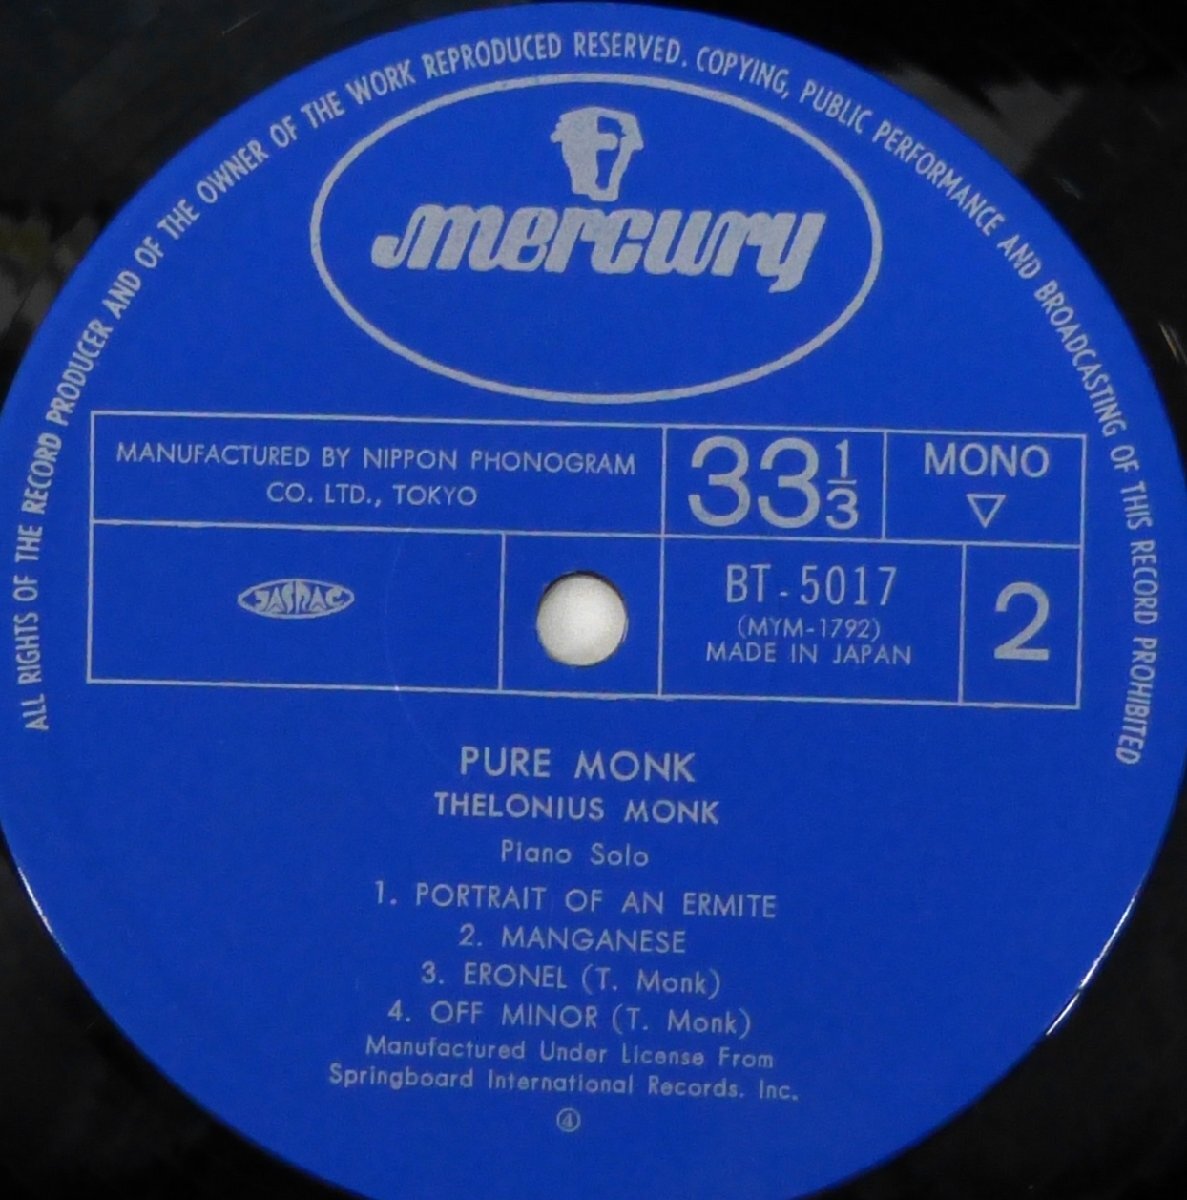 ALL RIGHTS OF THE RECORD PRODUCER AND OF THE OWNER OF THE WORK REPRODUCED RESERVED. COPYING, PUBLIC PERFORMANCE AND BROADCASTING OF THIS RECORD PROHIBITED
mercury
MANUFACTURED BY NIPPON PHONOGRAM
CO. LTD., TOKYO
33 1/3
MONO
▽
JASRAC
BT-5017
(MYM-1792)
MADE IN JAPAN
2
PURE MONK
THELONIUS MONK
Piano Solo
1. PORTRAIT OF AN ERMITE
2. MANGANESE
3. ERONEL (T. Monk)
4. OFF MINOR (T. Monk)
Manufactured Under License From
Springboard International Records. Inc.
④